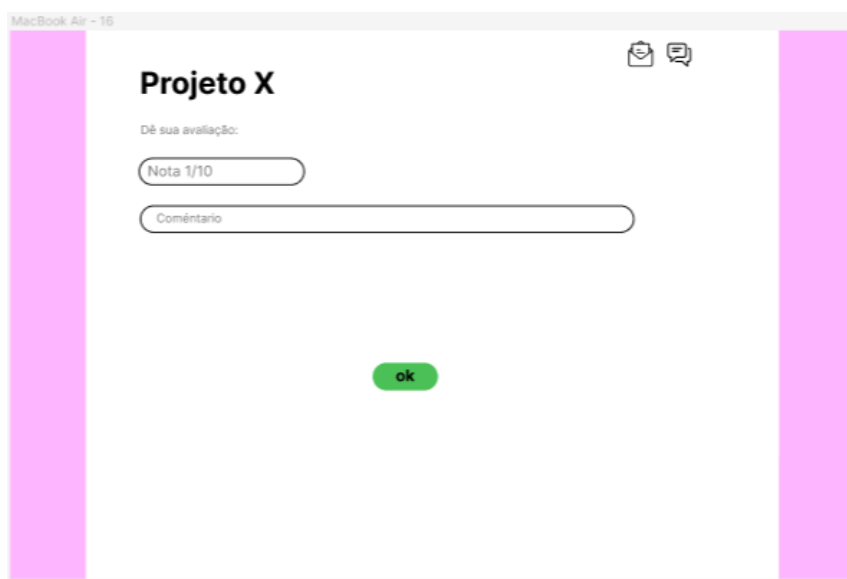 MacBook Air - 16
Projeto X
Dê sua avaliação:
Nota 1/10
Coméntario
ok